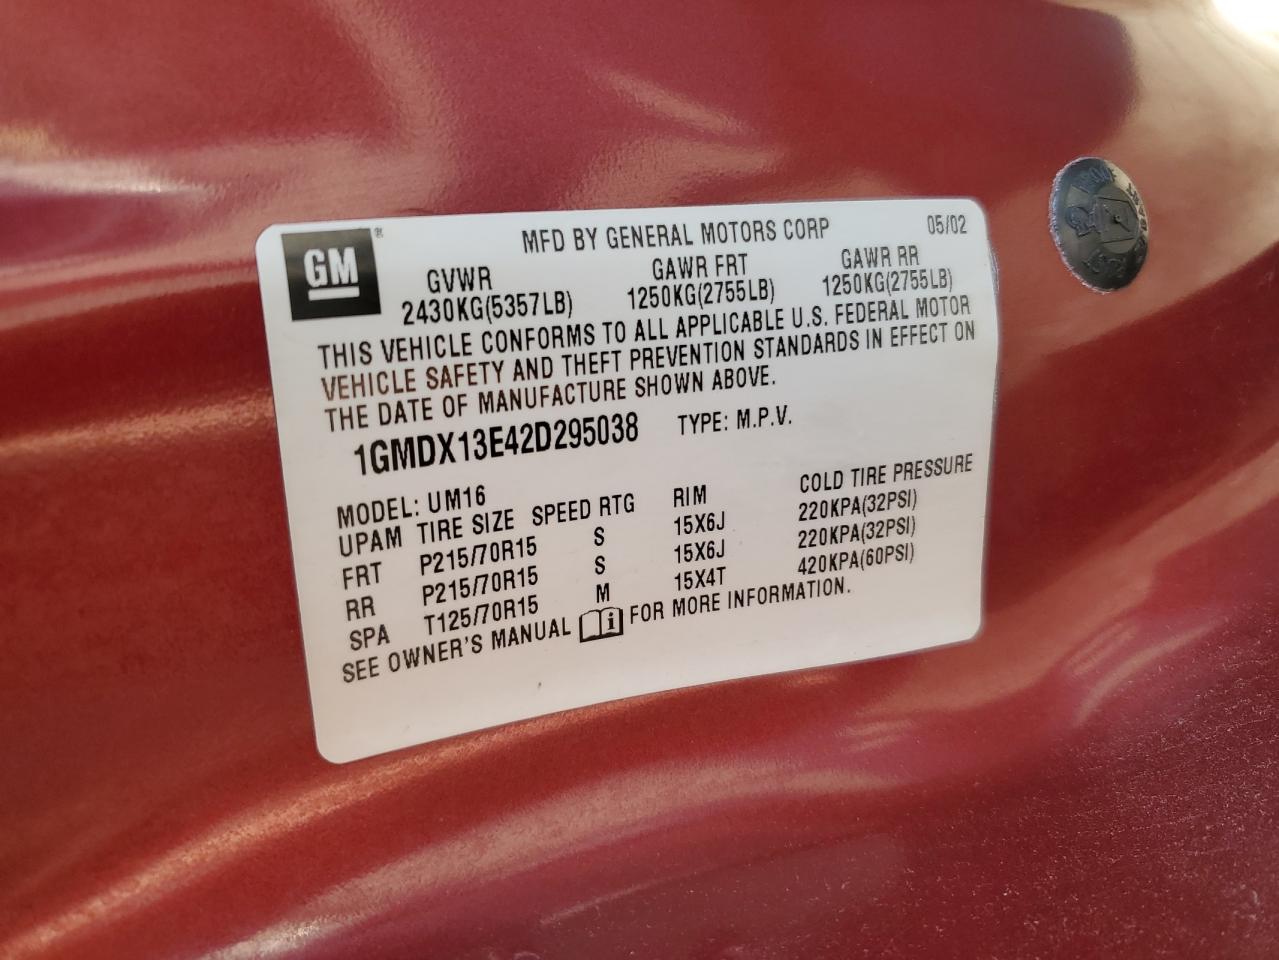 GM®
MFD BY GENERAL MOTORS CORP 05/02
GVWR GAWR FRT GAWR RR
2430KG(5357LB) 1250KG(2755LB) 1250KG(2755LB)
THIS VEHICLE CONFORMS TO ALL APPLICABLE U.S. FEDERAL MOTOR
VEHICLE SAFETY AND THEFT PREVENTION STANDARDS IN EFFECT ON
THE DATE OF MANUFACTURE SHOWN ABOVE.
1GMDX13E42D295038 TYPE: M.P.V.
MODEL: UM16
UPAM TIRE SIZE SPEED RTG RIM COLD TIRE PRESSURE
FRT P215/70R15 S 15X6J 220KPA(32PSI)
RR P215/70R15 S 15X6J 220KPA(32PSI)
SPA T125/70R15 M 15X4T 420KPA(60PSI)
SEE OWNER'S MANUAL i FOR MORE INFORMATION.